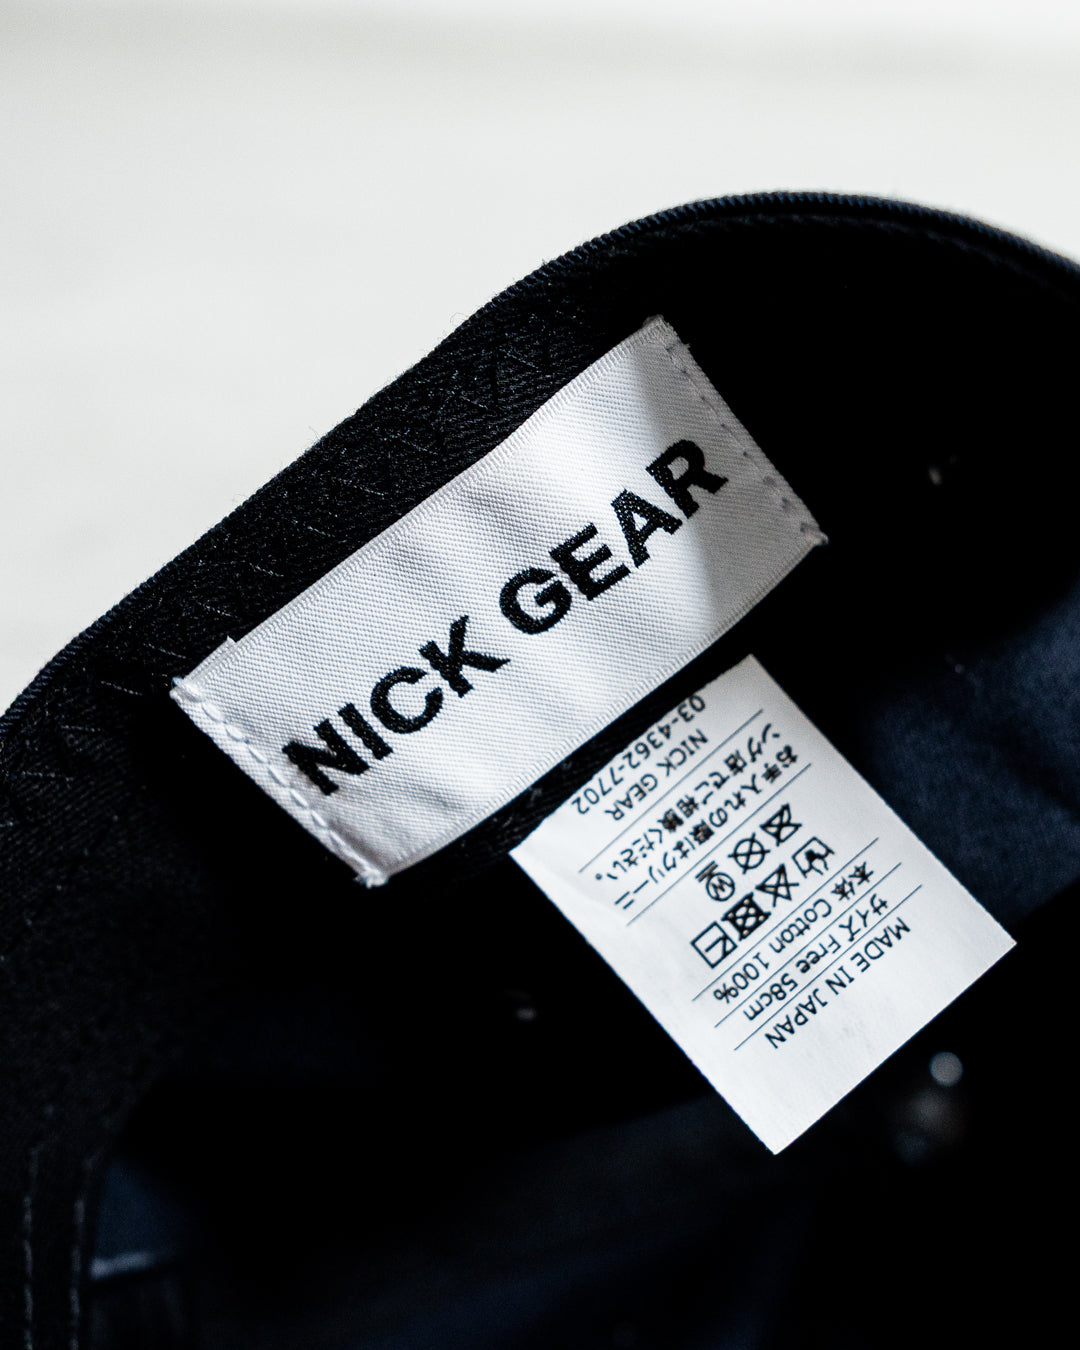 NICK GEAR
MADE IN JAPAN
サイズ Free 58cm
本体 Cotton 100%
W
お手入れの際はクリーニ
ング店でご相談ください。
NICK GEAR
03-4362-7702